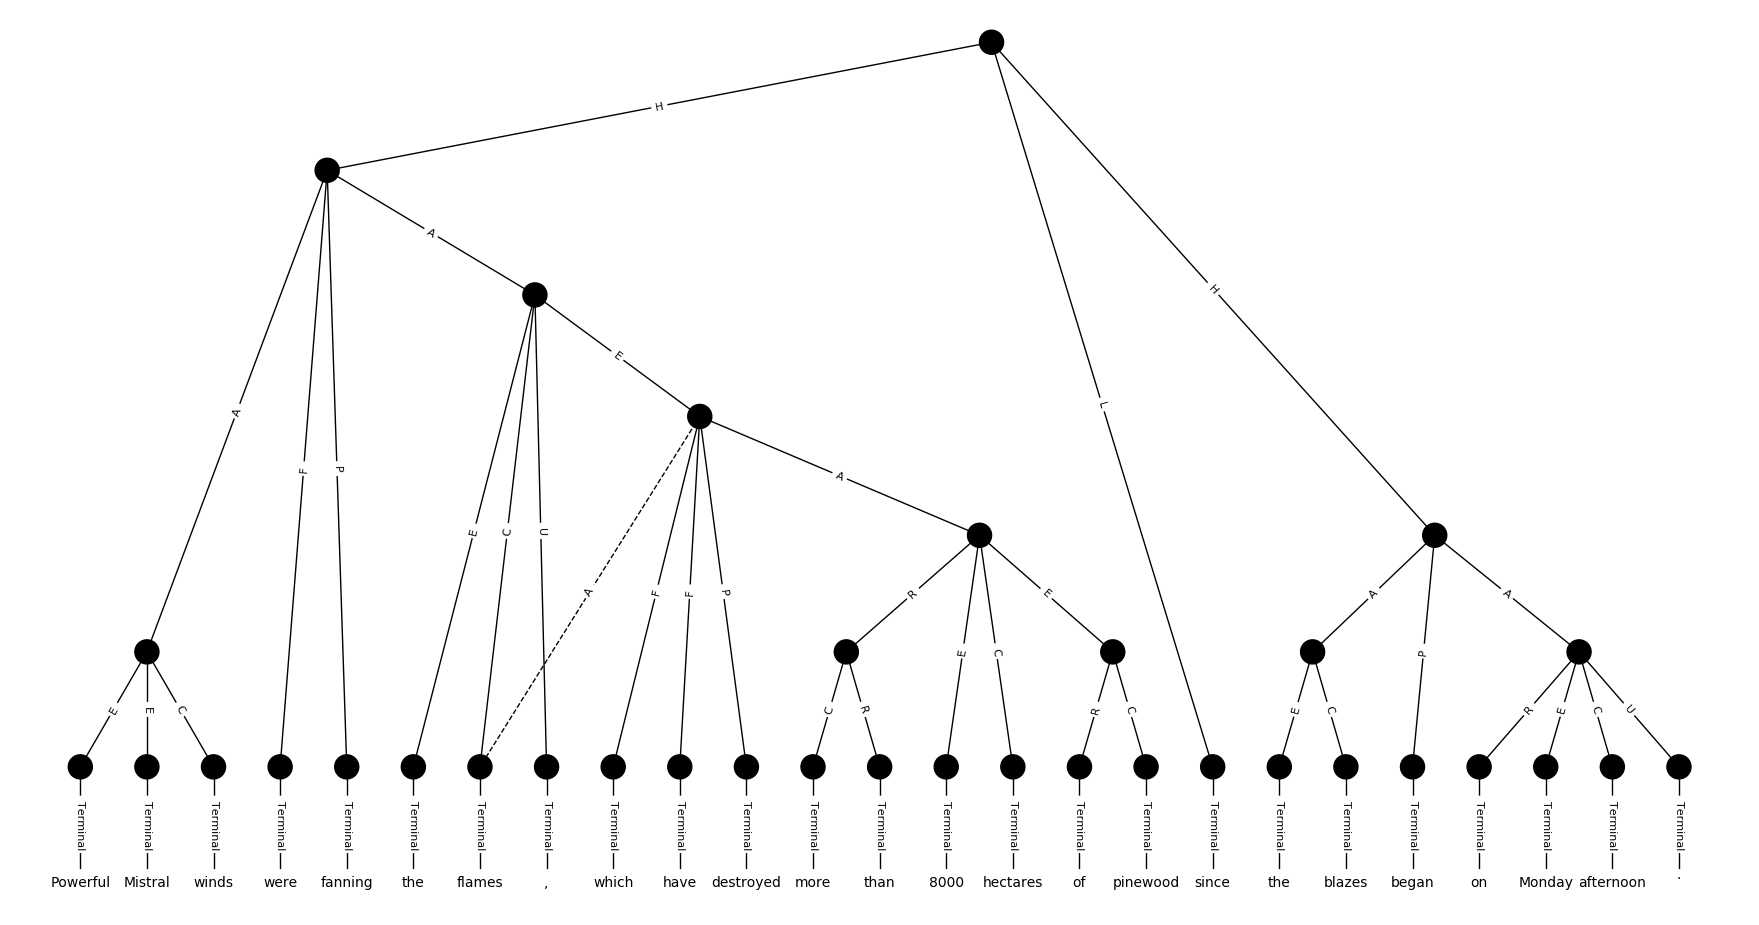 H
A
A
E
A
H
L
A
F
P
E
C
U
A
F
F
P
R
E
C
E
A
P
A
E
E
C
C
R
R
C
E
C
R
E
C
U
Terminal Terminal Terminal Terminal Terminal Terminal Terminal Terminal Terminal Terminal Terminal Terminal Terminal Terminal Terminal Terminal Terminal Terminal Terminal Terminal Terminal Terminal Terminal Terminal Terminal
Powerful Mistral winds were fanning the flames , which have destroyed more than 8000 hectares of pinewood since the blazes began on Monday afternoon .